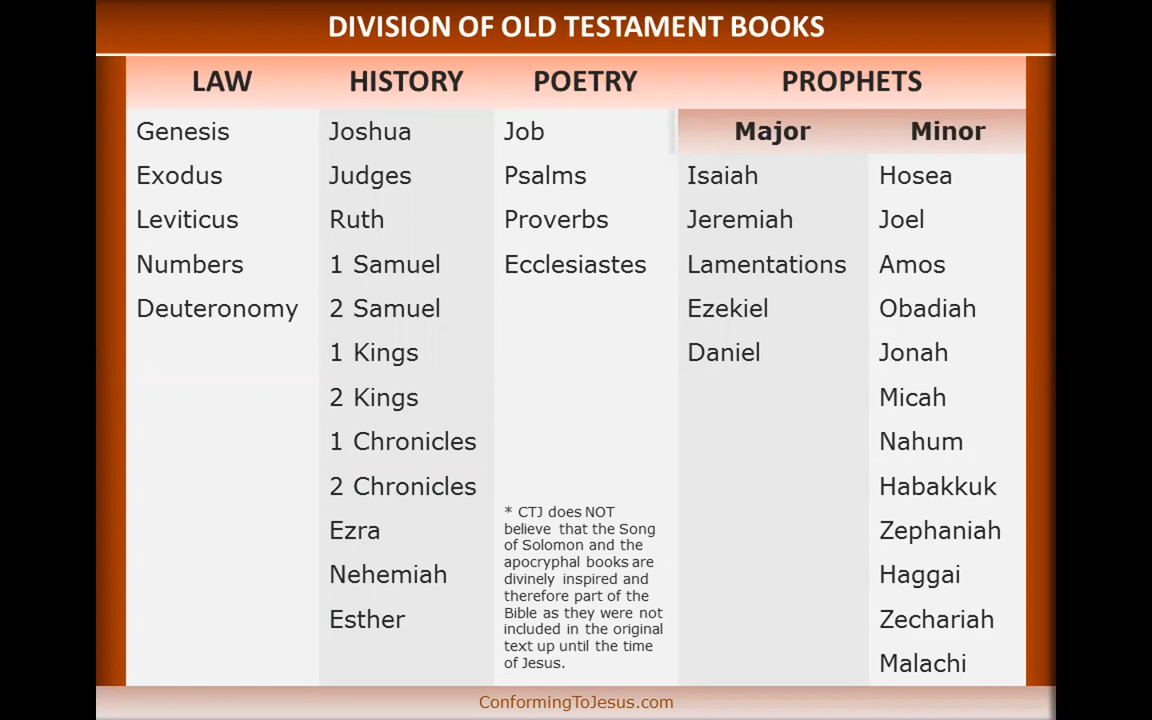 DIVISION OF OLD TESTAMENT BOOKS
LAW
Genesis
Exodus
Leviticus
Numbers
Deuteronomy
HISTORY
Joshua
Judges
Ruth
1 Samuel
2 Samuel
1 Kings
2 Kings
1 Chronicles
2 Chronicles
Ezra
Nehemiah
Esther
POETRY
Job
Psalms
Proverbs
Ecclesiastes
* CTJ does NOT
believe that the Song
of Solomon and the
apocryphal books are
divinely inspired and
therefore part of the
Bible as they were not
included in the original
text up until the time
of Jesus.
PROPHETS
Major
Isaiah
Jeremiah
Lamentations
Ezekiel
Daniel
Minor
Hosea
Joel
Amos
Obadiah
Jonah
Micah
Nahum
Habakkuk
Zephaniah
Haggai
Zechariah
Malachi
ConformingToJesus.com